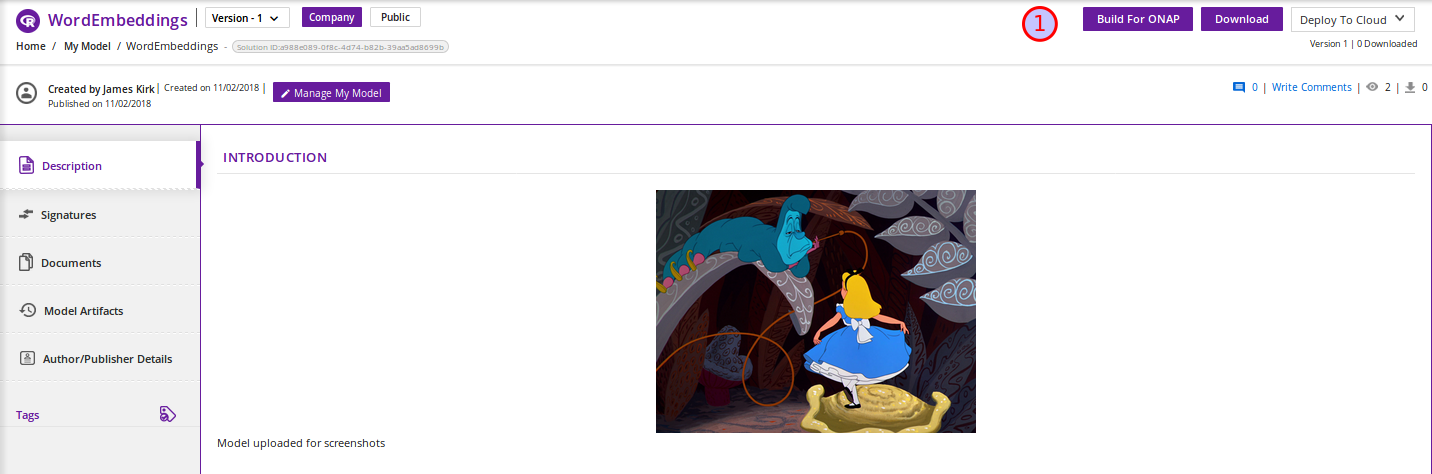 R WordEmbeddings | Version - 1 Company Public 1 Build For ONAP Download Deploy To Cloud
Home / My Model / WordEmbeddings - Solution ID:a988e089-0f8c-4d74-b82b-39aa5ad8699b Version 1 | 0 Downloaded
Created by James Kirk | Created on 11/02/2018 | Manage My Model 0 | Write Comments | 2 | 0
Published on 11/02/2018
Description
INTRODUCTION
Signatures
Documents
Model Artifacts
Author/Publisher Details
Tags
Model uploaded for screenshots